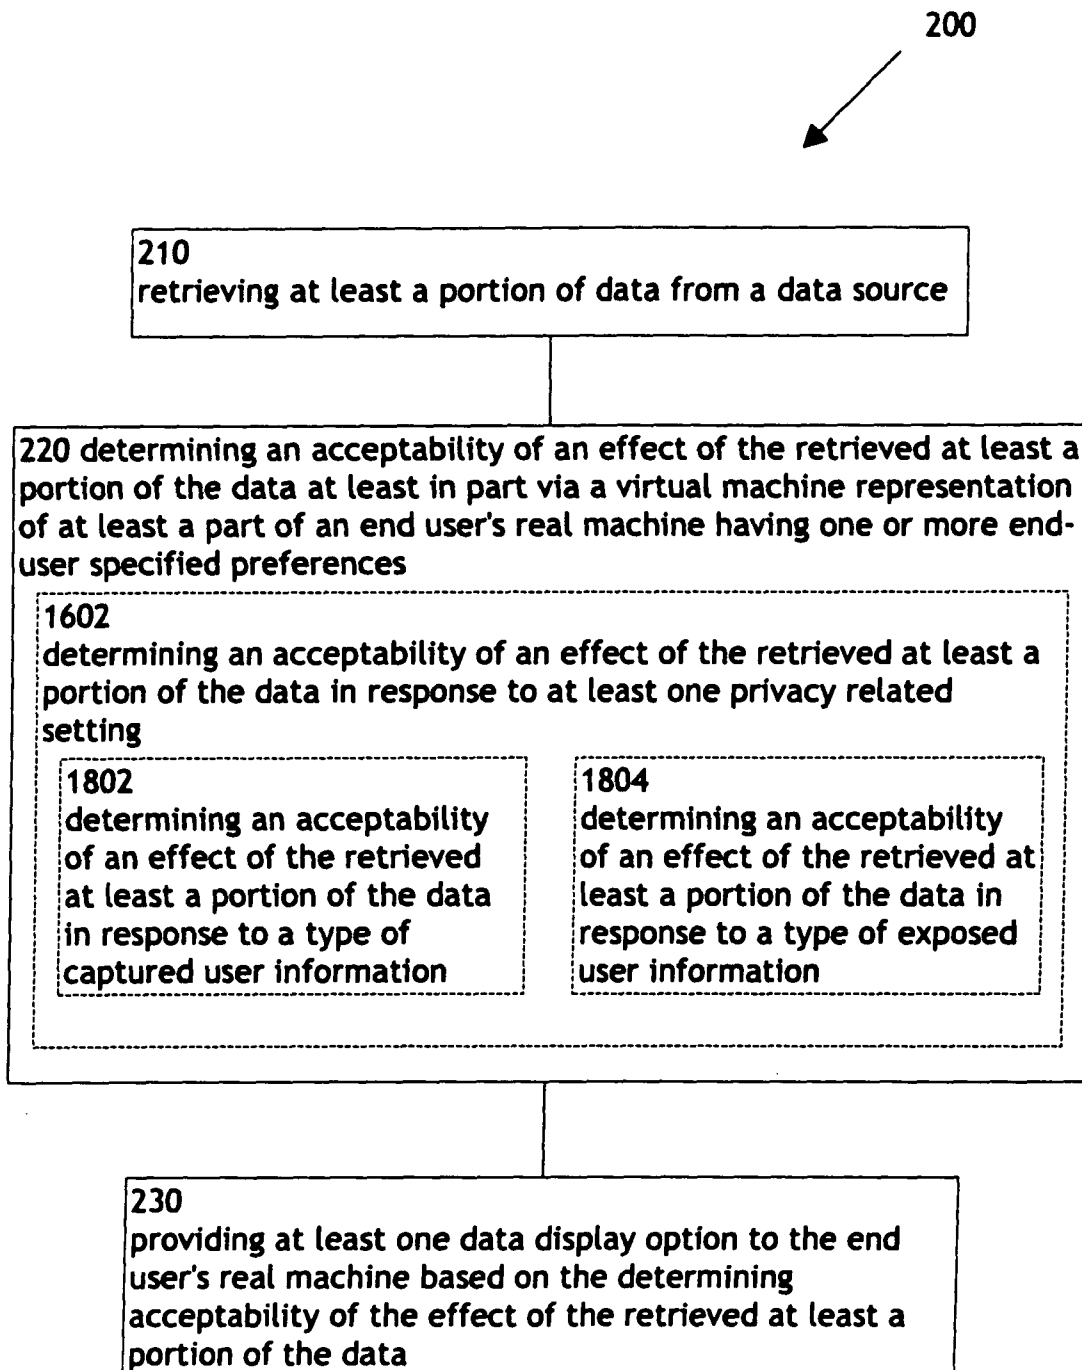 200
210
retrieving at least a portion of data from a data source
220 determining an acceptability of an effect of the retrieved at least a
portion of the data at least in part via a virtual machine representation
of at least a part of an end user's real machine having one or more end-
user specified preferences
1602
determining an acceptability of an effect of the retrieved at least a
portion of the data in response to at least one privacy related
setting
1802
determining an acceptability
of an effect of the retrieved
at least a portion of the data
in response to a type of
captured user information
1804
determining an acceptability
of an effect of the retrieved at
least a portion of the data in
response to a type of exposed
user information
230
providing at least one data display option to the end
user's real machine based on the determining
acceptability of the effect of the retrieved at least a
portion of the data